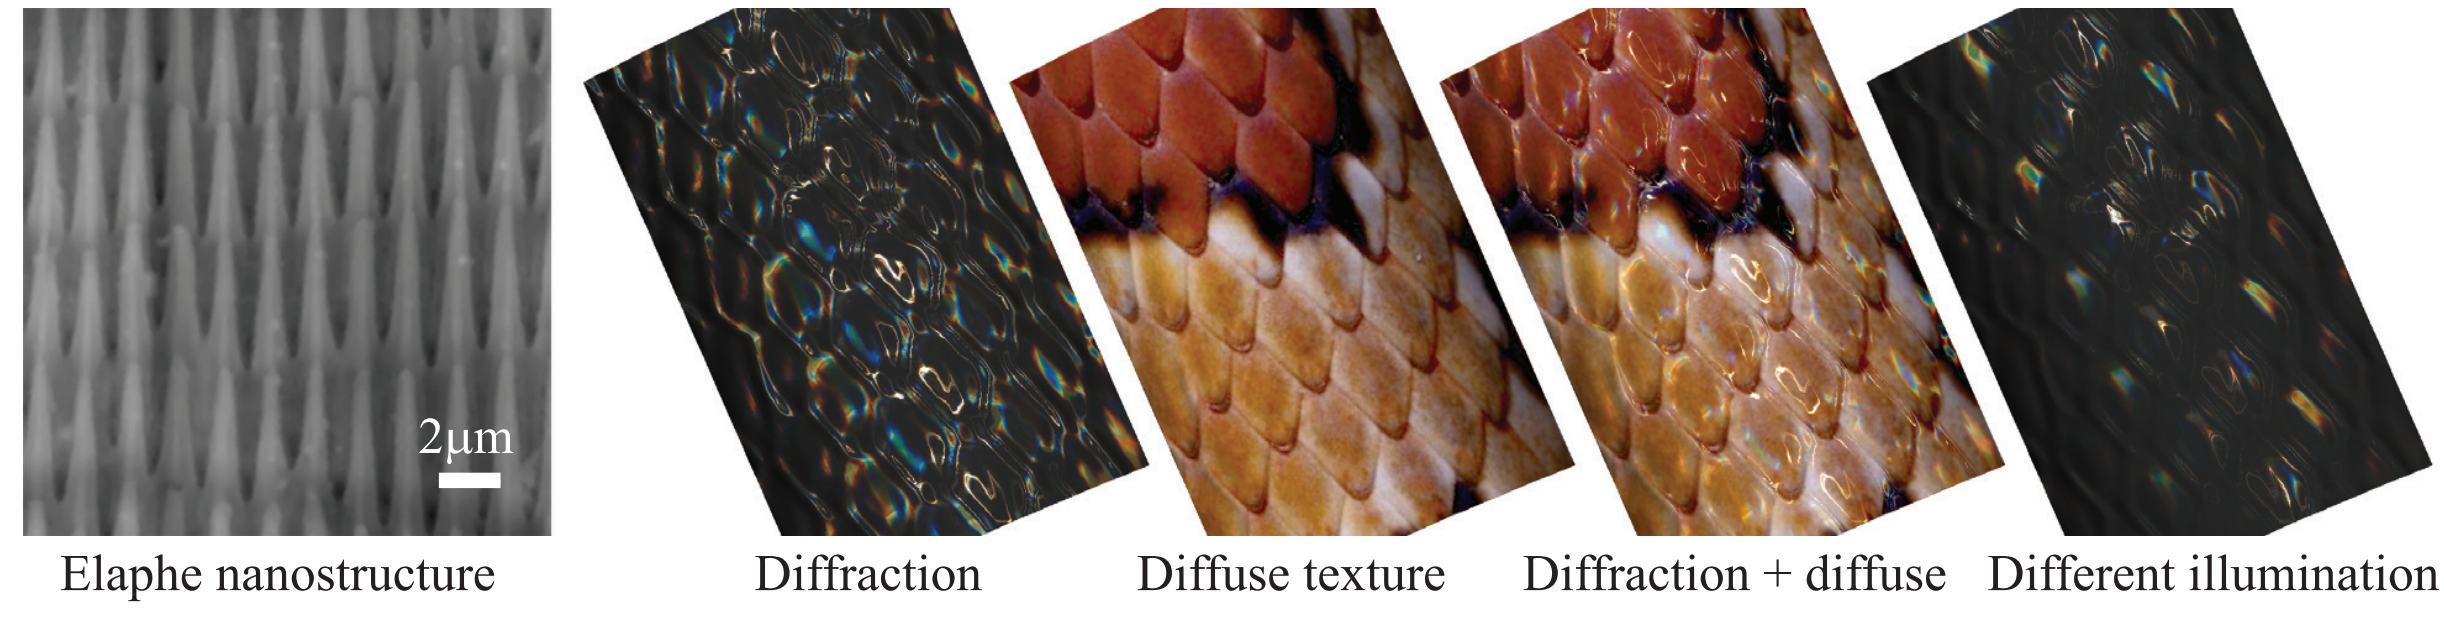 2μm
Elaphe nanostructure
Diffraction
Diffuse texture
Diffraction + diffuse
Different illumination